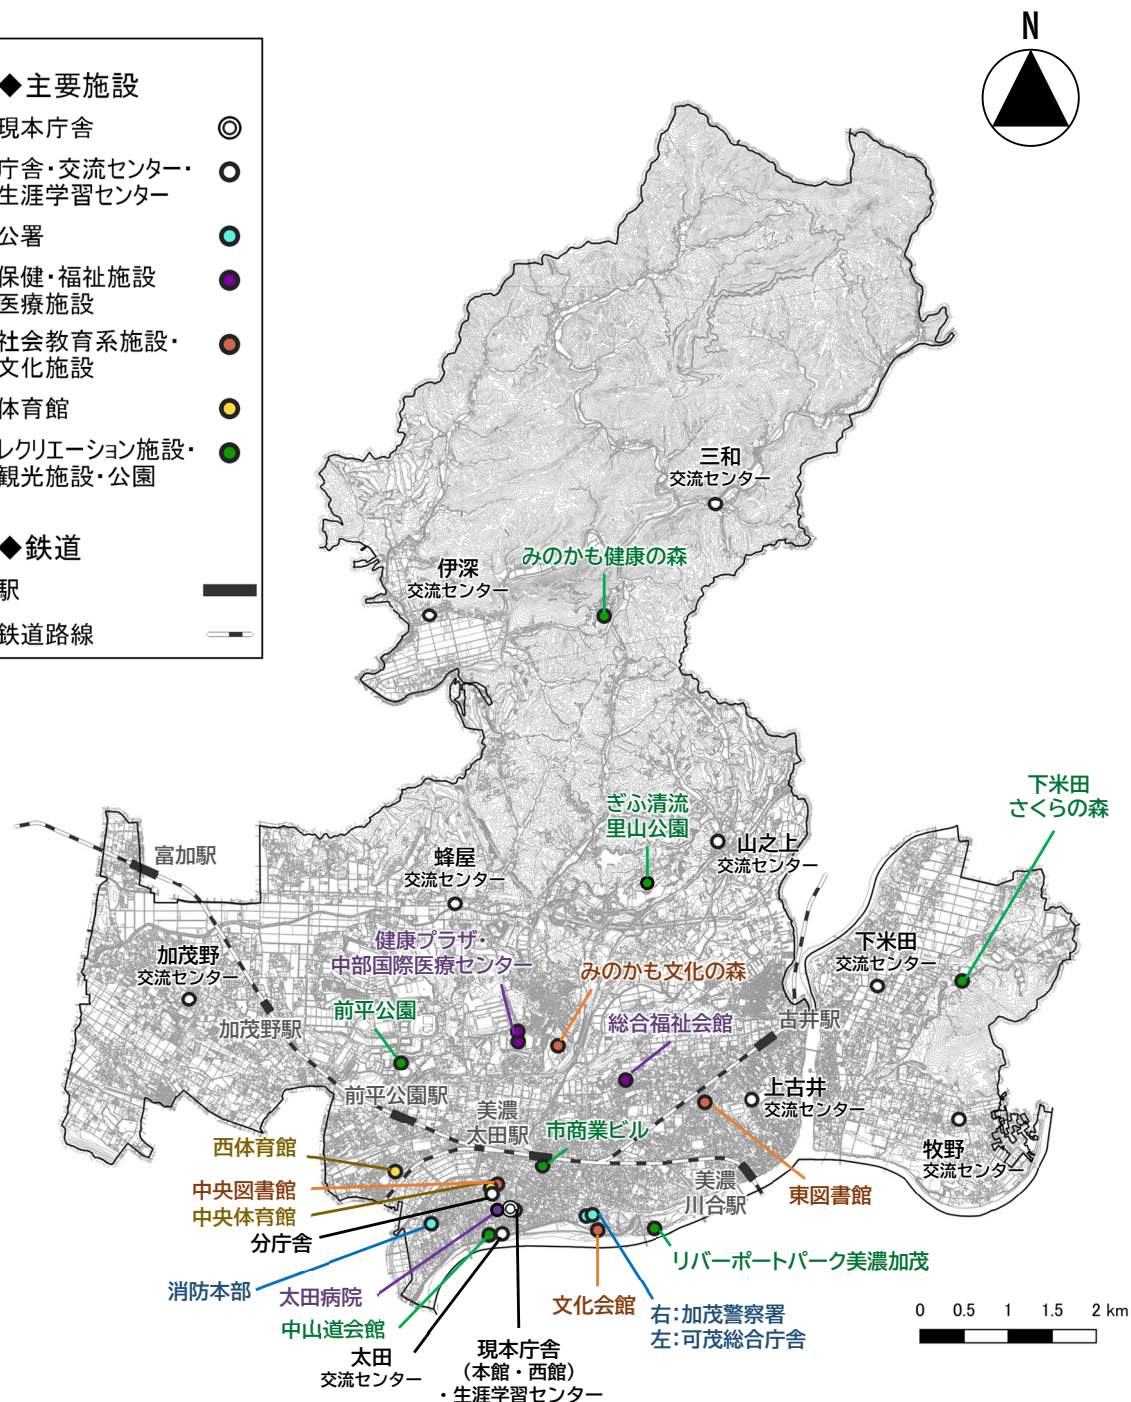 N
◆主要施設
現本庁舎
庁舎・交流センター・
生涯学習センター
公署
保健・福祉施設
医療施設
社会教育系施設・
文化施設
体育館
レクリエーション施設・
観光施設・公園
◆鉄道
駅
鉄道路線
三和
交流センター
みのかも健康の森
伊深
交流センター
下米田
さくらの森
ぎふ清流
里山公園
山之上
交流センター
富加駅
蜂屋
交流センター
健康プラザ・
中部国際医療センター
加茂野
交流センター
下米田
交流センター
みのかも文化の森
前平公園
総合福祉会館
古井駅
加茂野駅
前平公園駅
美濃
太田駅
市商業ビル
上古井
交流センター
牧野
交流センター
西体育館
中央図書館
中央体育館
分庁舎
美濃
川合駅
東図書館
消防本部
太田病院
中山道会館
太田
交流センター
現本庁舎
（本館・西館）
・生涯学習センター
文化会館
リバーポートパーク美濃加茂
右：加茂警察署
左：可茂総合庁舎
0 0.5 1 1.5 2 km